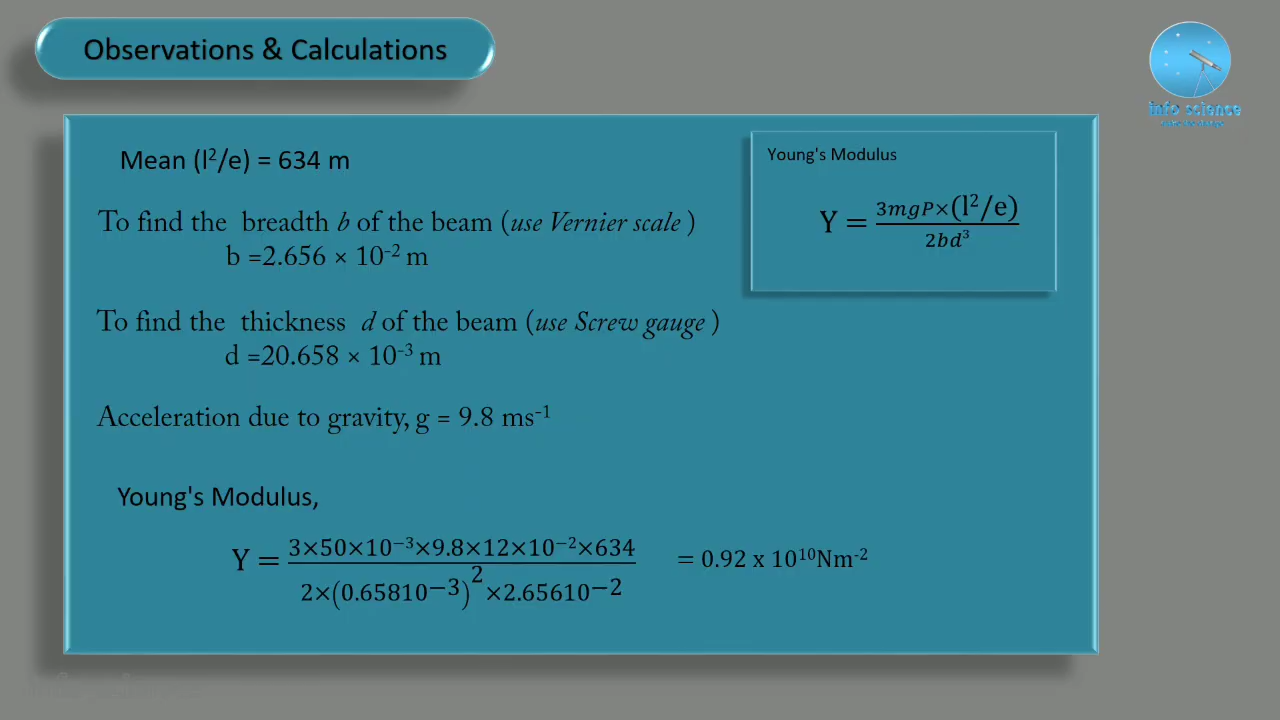 Observations & Calculations
info science
Mean (l²/e) = 634 m
Young's Modulus
Y = 3mgP×(l²/e) / 2bd³
To find the breadth b of the beam (use Vernier scale )
b =2.656 × 10⁻² m
To find the thickness d of the beam (use Screw gauge )
d =20.658 × 10⁻³ m
Acceleration due to gravity, g = 9.8 ms⁻¹
Young's Modulus,
Y = 3×50×10⁻³×9.8×12×10⁻²×634 / 2×(0.65810⁻³)²×2.65610⁻² = 0.92 x 10¹⁰Nm⁻²